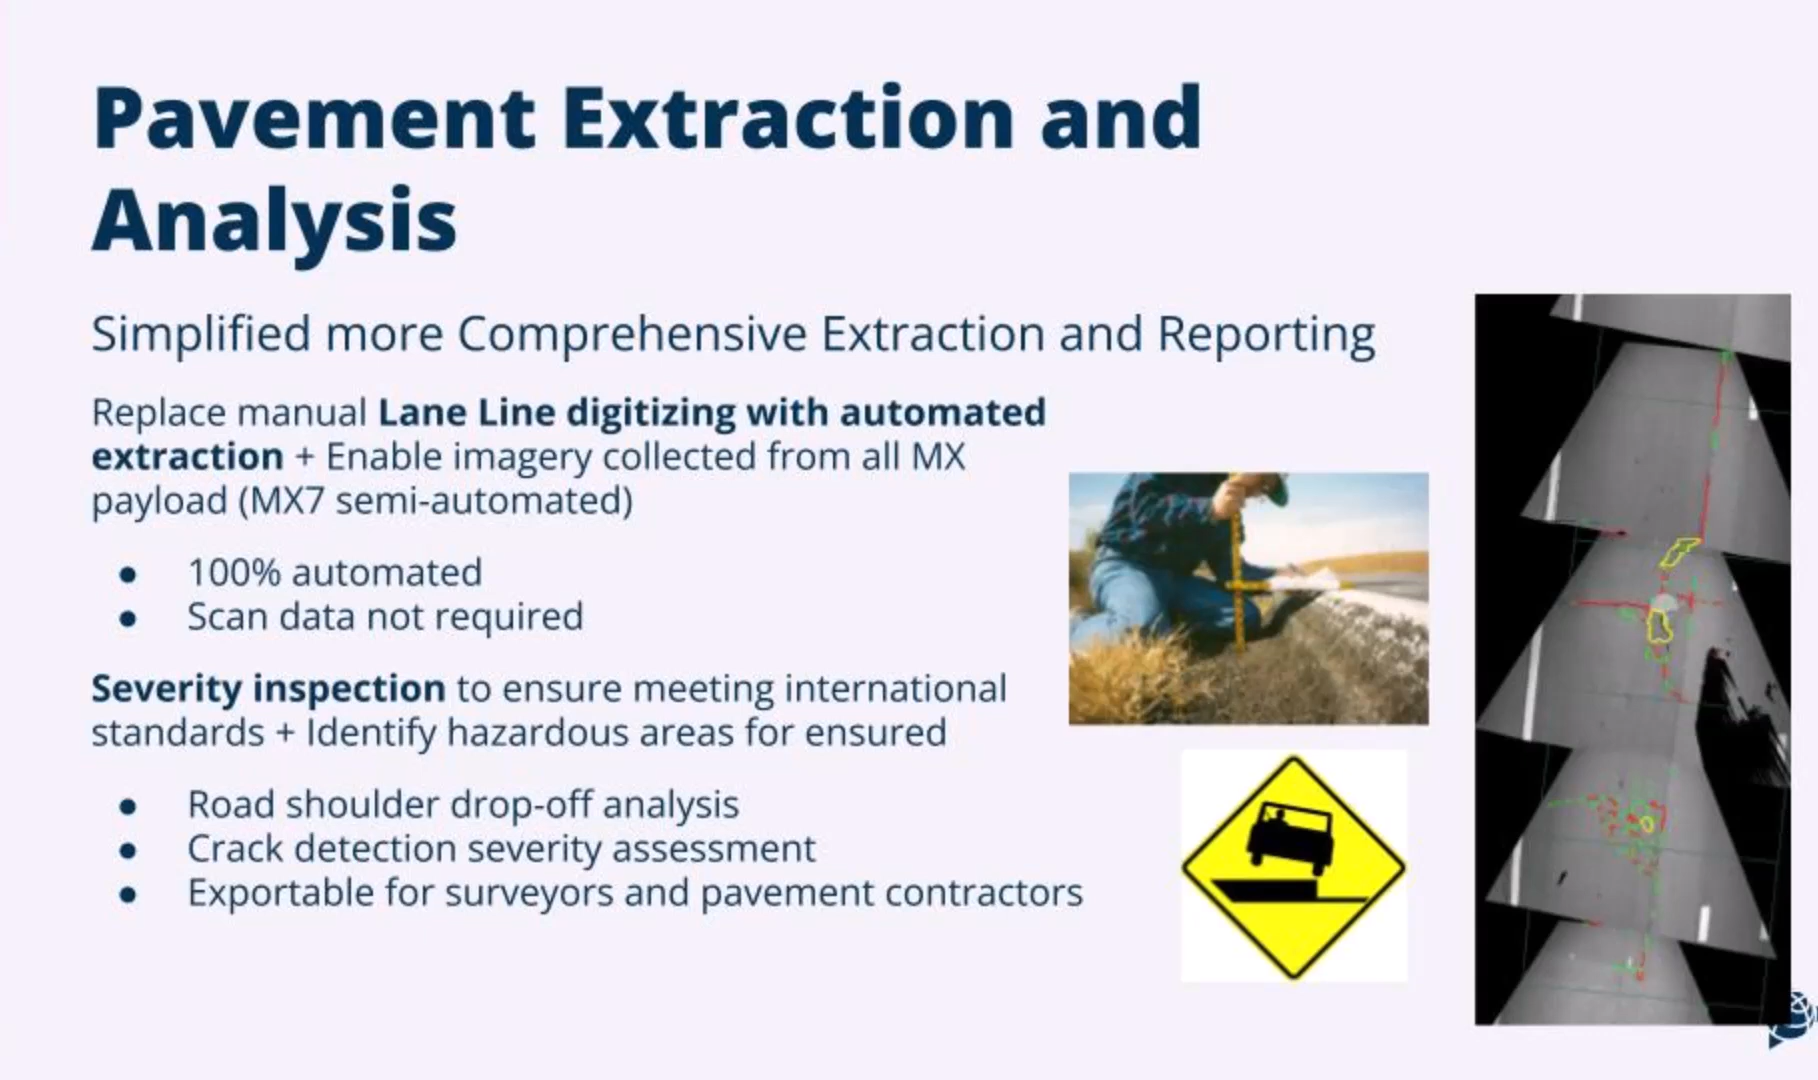 Pavement Extraction and
Analysis
Simplified more Comprehensive Extraction and Reporting
Replace manual Lane Line digitizing with automated
extraction + Enable imagery collected from all MX
payload (MX7 semi-automated)
● 100% automated
● Scan data not required
Severity inspection to ensure meeting international
standards + Identify hazardous areas for ensured
● Road shoulder drop-off analysis
● Crack detection severity assessment
● Exportable for surveyors and pavement contractors